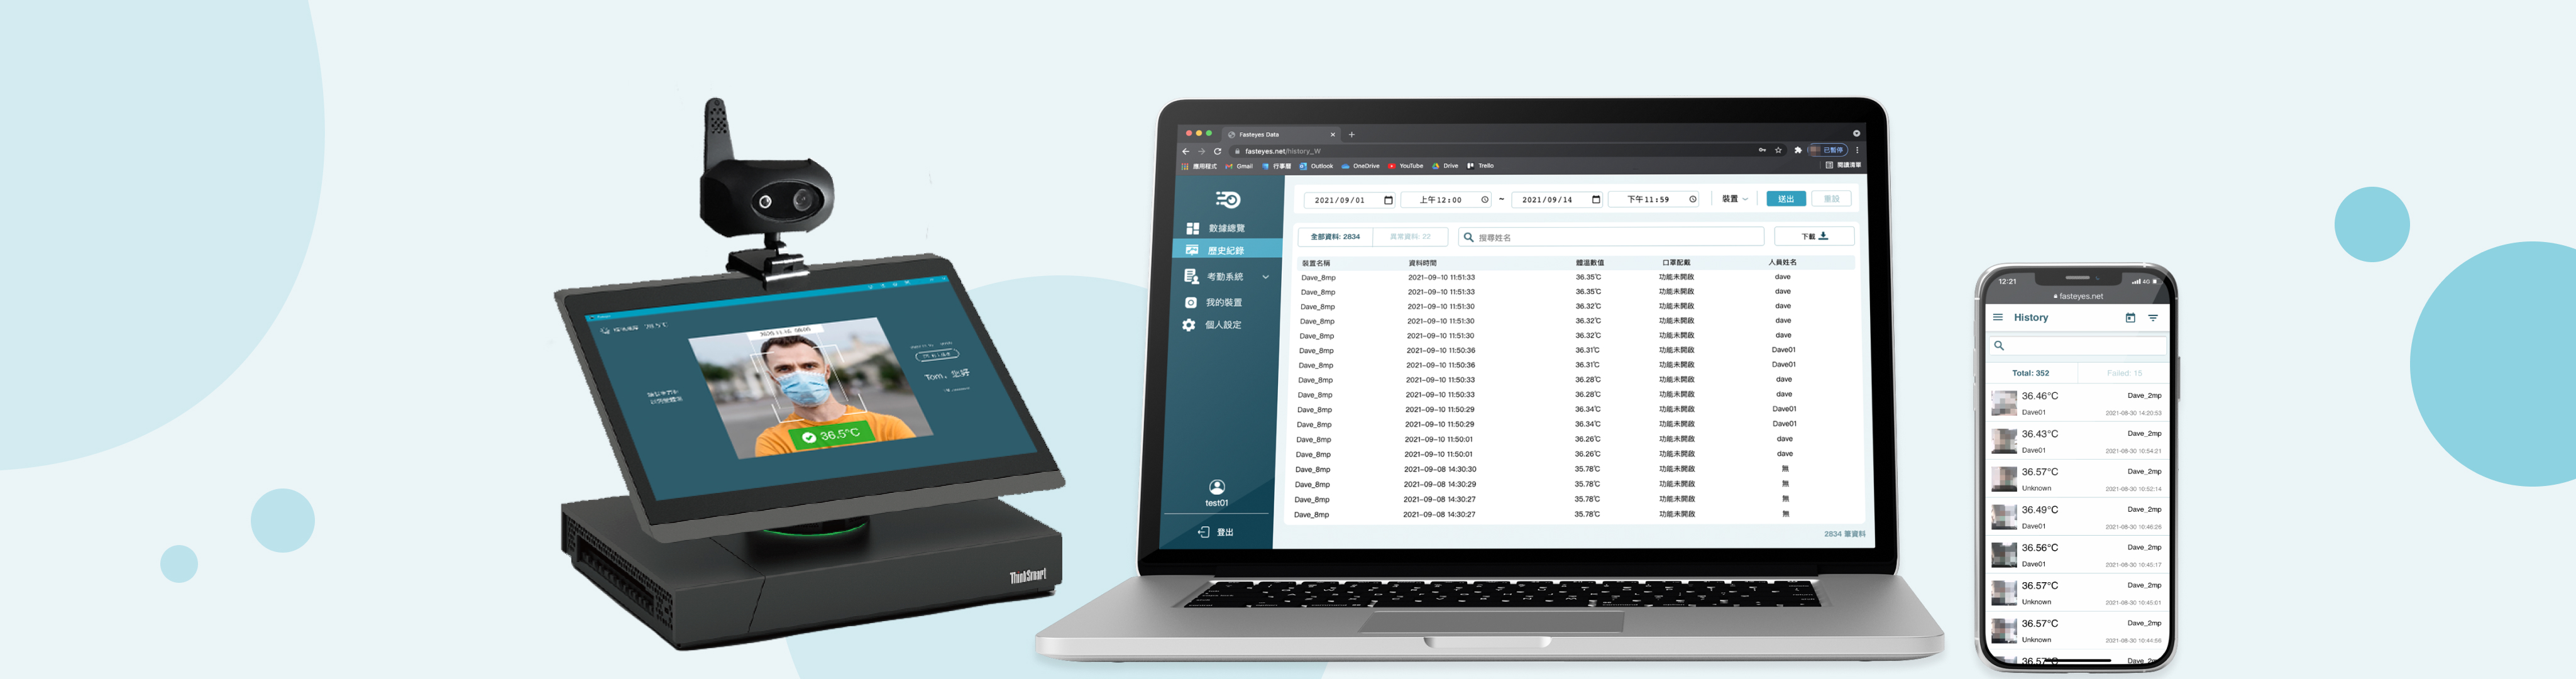 2020.11.16 08:00
36.5°C
Tom, 您好
ThinkSmart
Fasteyes Data
fasteyes.net/history_W
已暫停
應用程式 Gmail 行事曆 Outlook OneDrive YouTube Drive Trello
閱讀清單
數據總覽
歷史紀錄
考勤系統
我的裝置
個人設定
test01
登出
2021/09/01 上午12:00 ~ 2021/09/14 下午11:59 裝置 送出 重設
全部資料: 2834 異常資料: 22 搜尋姓名 下載
裝置名稱 資料時間 體溫數值 口罩配戴 人員姓名
Dave_8mp 2021-09-10 11:51:33 36.35°C 功能未開啟 dave
Dave_8mp 2021-09-10 11:51:33 36.35°C 功能未開啟 dave
Dave_8mp 2021-09-10 11:51:30 36.32°C 功能未開啟 dave
Dave_8mp 2021-09-10 11:51:30 36.32°C 功能未開啟 dave
Dave_8mp 2021-09-10 11:51:30 36.32°C 功能未開啟 dave
Dave_8mp 2021-09-10 11:50:36 36.31°C 功能未開啟 Dave01
Dave_8mp 2021-09-10 11:50:36 36.31°C 功能未開啟 Dave01
Dave_8mp 2021-09-10 11:50:33 36.28°C 功能未開啟 dave
Dave_8mp 2021-09-10 11:50:33 36.28°C 功能未開啟 dave
Dave_8mp 2021-09-10 11:50:29 36.34°C 功能未開啟 Dave01
Dave_8mp 2021-09-10 11:50:29 36.34°C 功能未開啟 Dave01
Dave_8mp 2021-09-10 11:50:01 36.26°C 功能未開啟 dave
Dave_8mp 2021-09-10 11:50:01 36.26°C 功能未開啟 dave
Dave_8mp 2021-09-08 14:30:30 35.78°C 功能未開啟 無
Dave_8mp 2021-09-08 14:30:29 35.78°C 功能未開啟 無
Dave_8mp 2021-09-08 14:30:27 35.78°C 功能未開啟 無
Dave_8mp 2021-09-08 14:30:27 35.78°C 功能未開啟 無
2834 筆資料
12:21 4G
fasteyes.net
History
Total: 352 Failed: 15
36.46°C Dave_2mp
Dave01 2021-08-30 14:20:53
36.43°C Dave_2mp
Dave01 2021-08-30 10:54:21
36.57°C Dave_2mp
Unknown 2021-08-30 10:52:14
36.49°C Dave_2mp
Dave01 2021-08-30 10:46:26
36.56°C Dave_2mp
Dave01 2021-08-30 10:45:17
36.57°C Dave_2mp
Unknown 2021-08-30 10:45:01
36.57°C Dave_2mp
Unknown 2021-08-30 10:44:56
36.57°C Dave_2mp